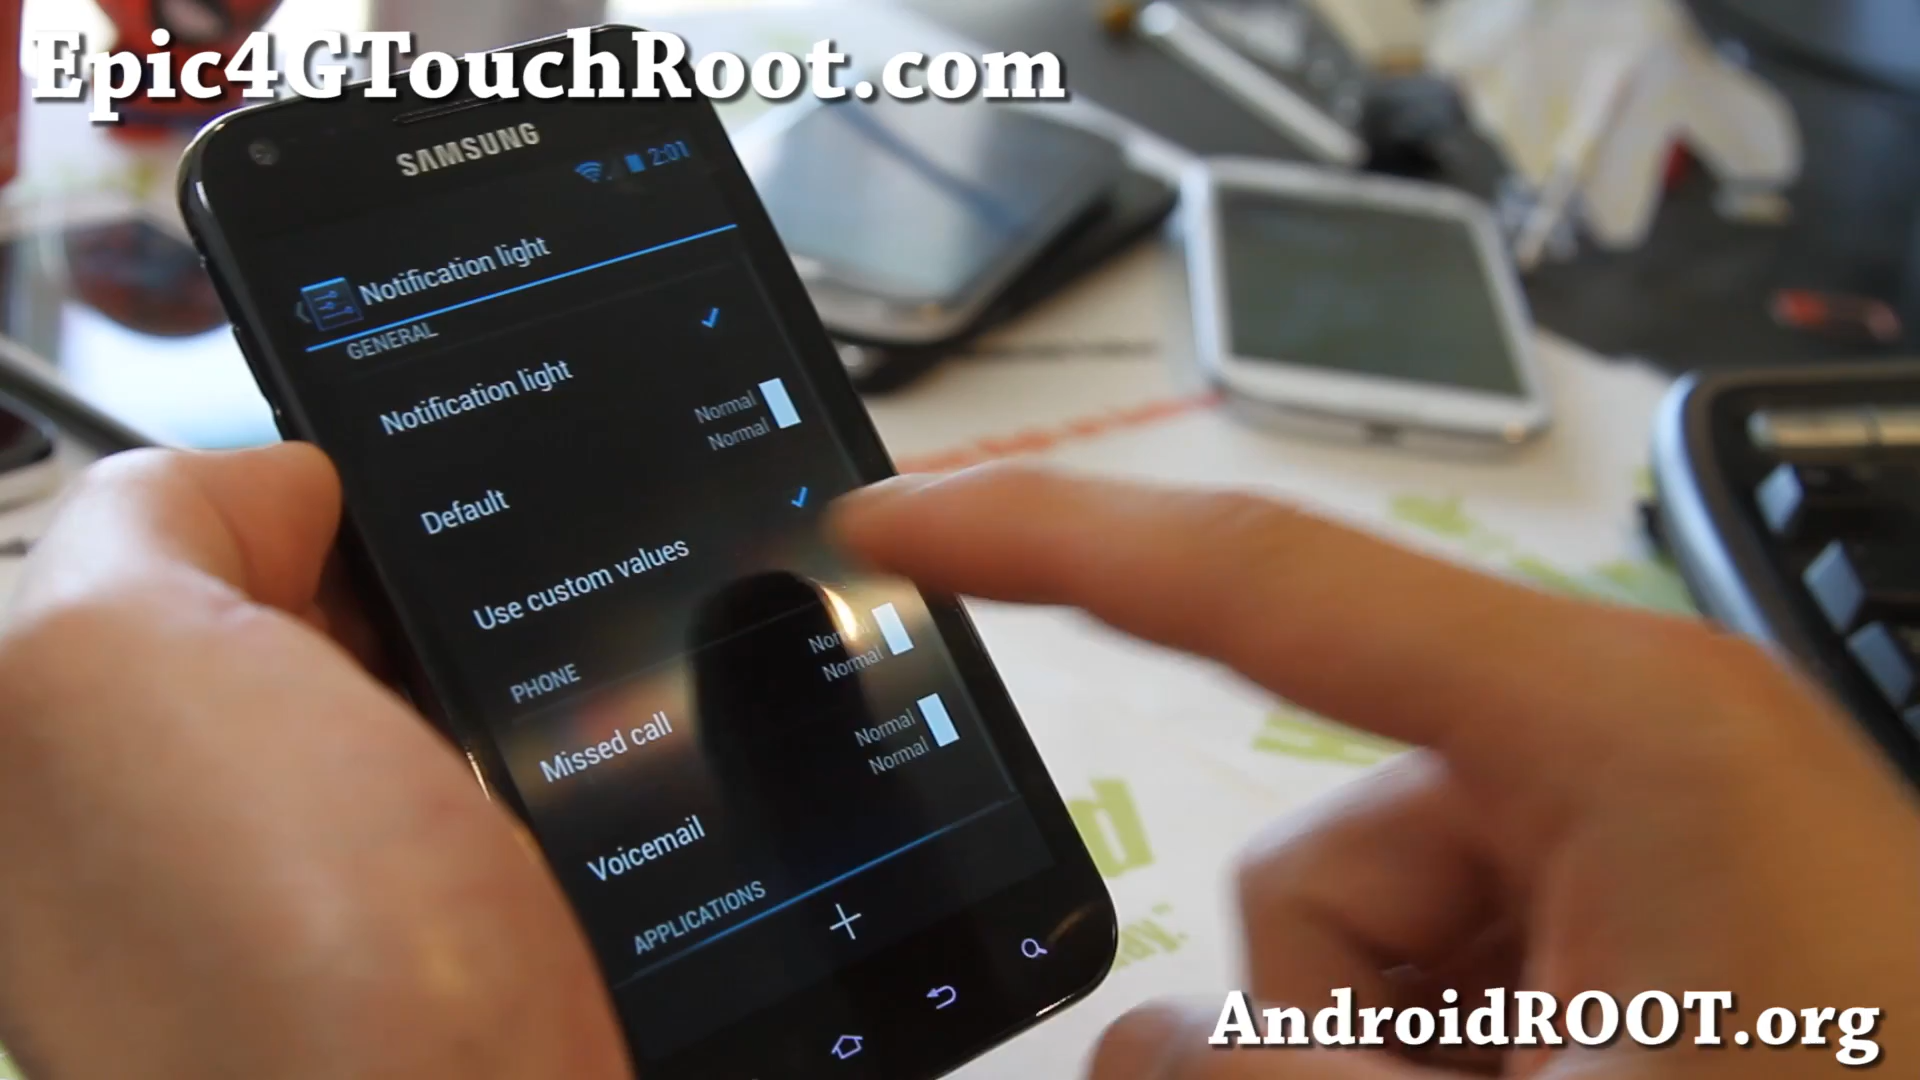 Epic4GTouchRoot.com
SAMSUNG
2:01
Notification light
GENERAL
Notification light
Normal
Normal
Default
Use custom values
PHONE
Normal
Missed call
Normal
Normal
Voicemail
APPLICATIONS
AndroidROOT.org